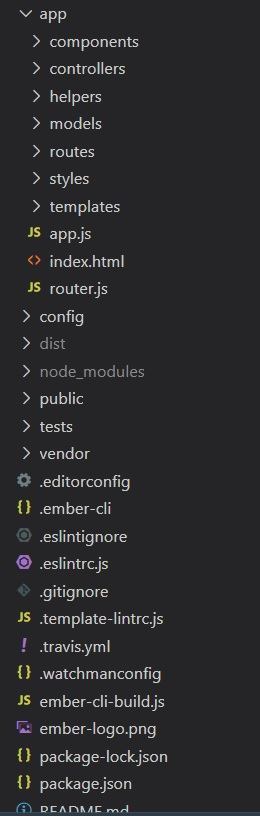 app
components
controllers
helpers
models
routes
styles
templates
JS app.js
index.html
JS router.js
config
dist
node_modules
public
tests
vendor
.editorconfig
.ember-cli
.eslintignore
.eslintrc.js
.gitignore
JS .template-lintrc.js
.travis.yml
.watchmanconfig
JS ember-cli-build.js
ember-logo.png
package-lock.json
package.json
README.md